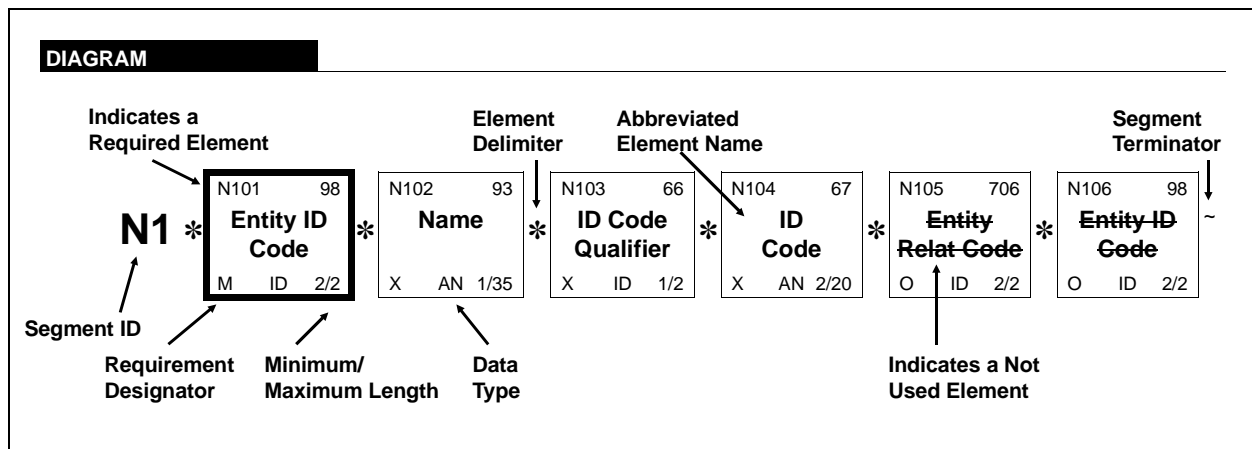 DIAGRAM
Indicates a
Required Element
Element
Delimiter
Abbreviated
Element Name
Segment
Terminator
N1
*
N101 98
Entity ID
Code
M ID 2/2
*
N102 93
Name
X AN 1/35
*
N103 66
ID Code
Qualifier
X ID 1/2
*
N104 67
ID
Code
X AN 2/20
*
N105 706
Entity
Relat Code
O ID 2/2
*
N106 98
Entity ID
Code
O ID 2/2
~
Segment ID
Requirement
Designator
Minimum/
Maximum Length
Data
Type
Indicates a Not
Used Element